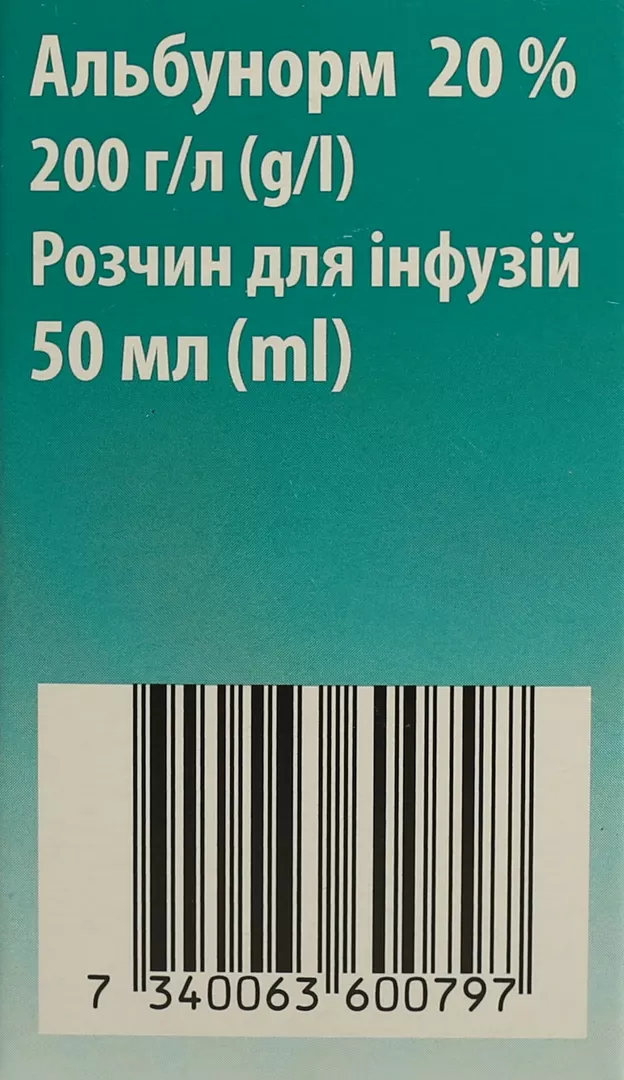 Альбунорм 20 %
200 г/л (g/l)
Розчин для інфузій
50 мл (ml)
7 340063 600797